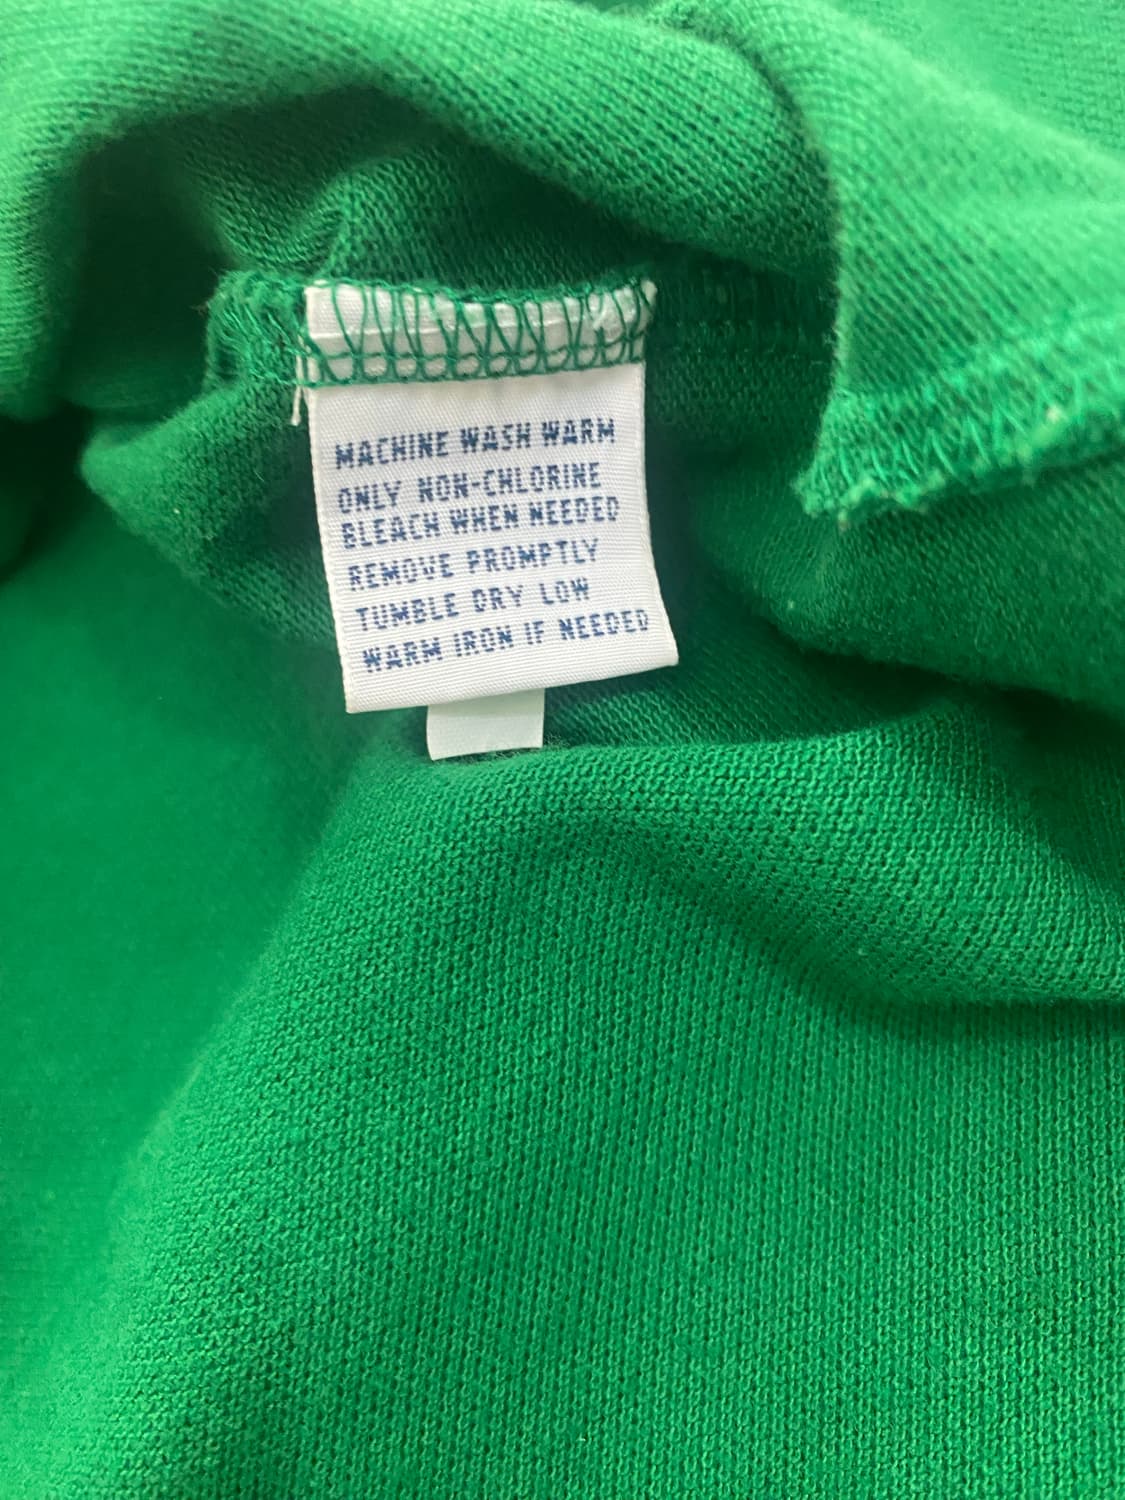 MACHINE WASH WARM
ONLY NON-CHLORINE
BLEACH WHEN NEEDED
REMOVE PROMPTLY
TUMBLE DRY LOW
WARM IRON IF NEEDED